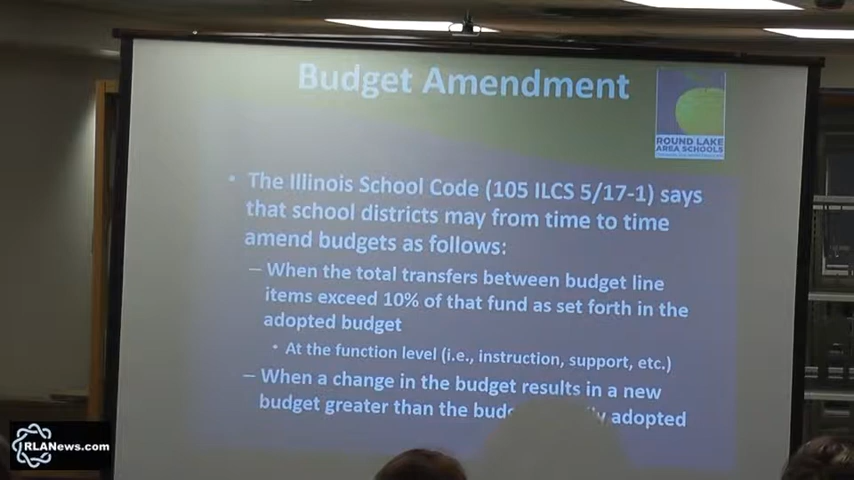 Budget Amendment
ROUND LAKE
AREA SCHOOLS
• The Illinois School Code (105 ILCS 5/17-1) says
that school districts may from time to time
amend budgets as follows:
– When the total transfers between budget line
items exceed 10% of that fund as set forth in the
adopted budget
• At the function level (i.e., instruction, support, etc.)
– When a change in the budget results in a new
budget greater than the adopted
RLANews.com